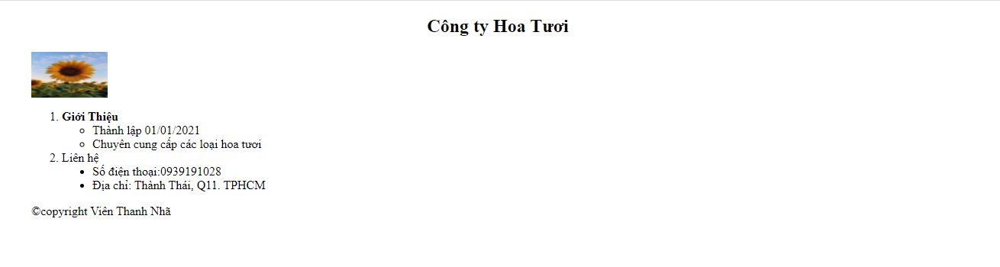 Công ty Hoa Tươi
1. Giới Thiệu
Thành lập 01/01/2021
Chuyên cung cấp các loại hoa tươi
2. Liên hệ
Số điện thoại:0939191028
Địa chỉ: Thành Thái, Q11. TPHCM
©copyright Viên Thanh Nhã